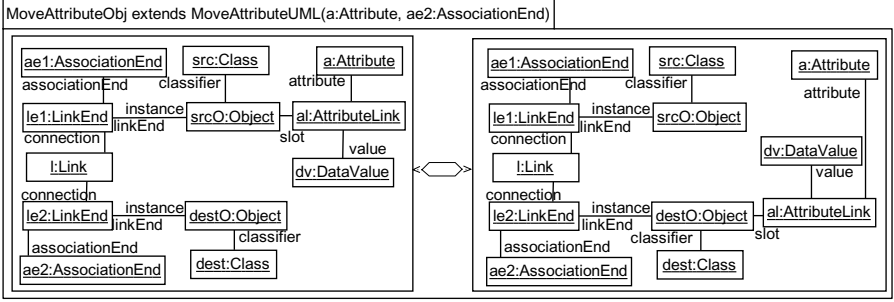 MoveAttributeObj extends MoveAttributeUML(a:Attribute, ae2:AssociationEnd)
ae1:AssociationEnd
src:Class
a:Attribute
associationEnd
classifier
attribute
le1:LinkEnd
instance
linkEnd
srcO:Object
al:AttributeLink
connection
slot
l:Link
value
dv:DataValue
connection
le2:LinkEnd
instance
linkEnd
destO:Object
associationEnd
classifier
ae2:AssociationEnd
dest:Class
ae1:AssociationEnd
src:Class
a:Attribute
associationEnd
classifier
attribute
le1:LinkEnd
instance
linkEnd
srcO:Object
connection
l:Link
dv:DataValue
value
connection
le2:LinkEnd
instance
linkEnd
destO:Object
al:AttributeLink
associationEnd
classifier
slot
ae2:AssociationEnd
dest:Class